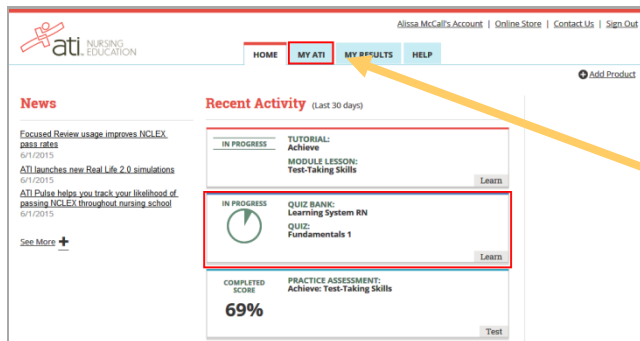 Alissa McCall's Account | Online Store | Contact Us | Sign Out
ati NURSING EDUCATION
HOME MY ATI MY RESULTS HELP
Add Product
News
Focused Review usage improves NCLEX
pass rates
6/1/2015
ATI launches new Real Life 2.0 simulations
6/1/2015
ATI Pulse helps you track your likelihood of
passing NCLEX throughout nursing school
6/1/2015
See More
Recent Activity (Last 30 days)
IN PROGRESS
TUTORIAL:
Achieve
MODULE LESSON:
Test-Taking Skills
Learn
IN PROGRESS
QUIZ BANK:
Learning System RN
QUIZ:
Fundamentals 1
Learn
COMPLETED
SCORE
69%
PRACTICE ASSESSMENT:
Achieve: Test-Taking Skills
Test